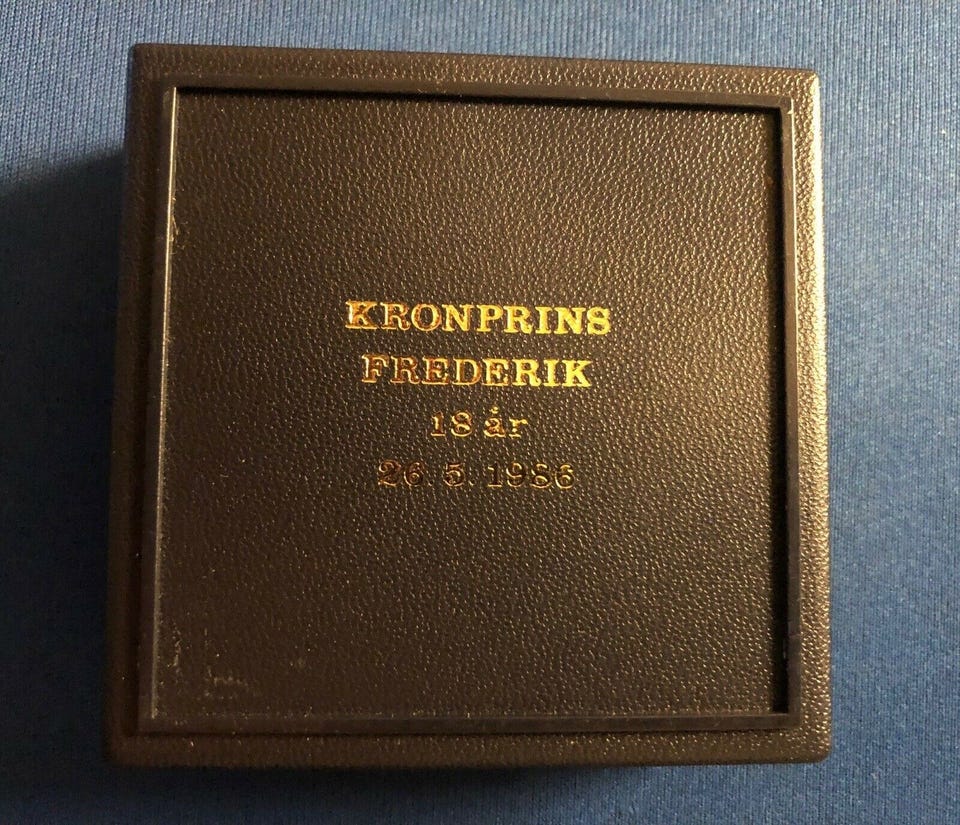 KRONPRINS
FREDERIK
18 år
26.5.1986